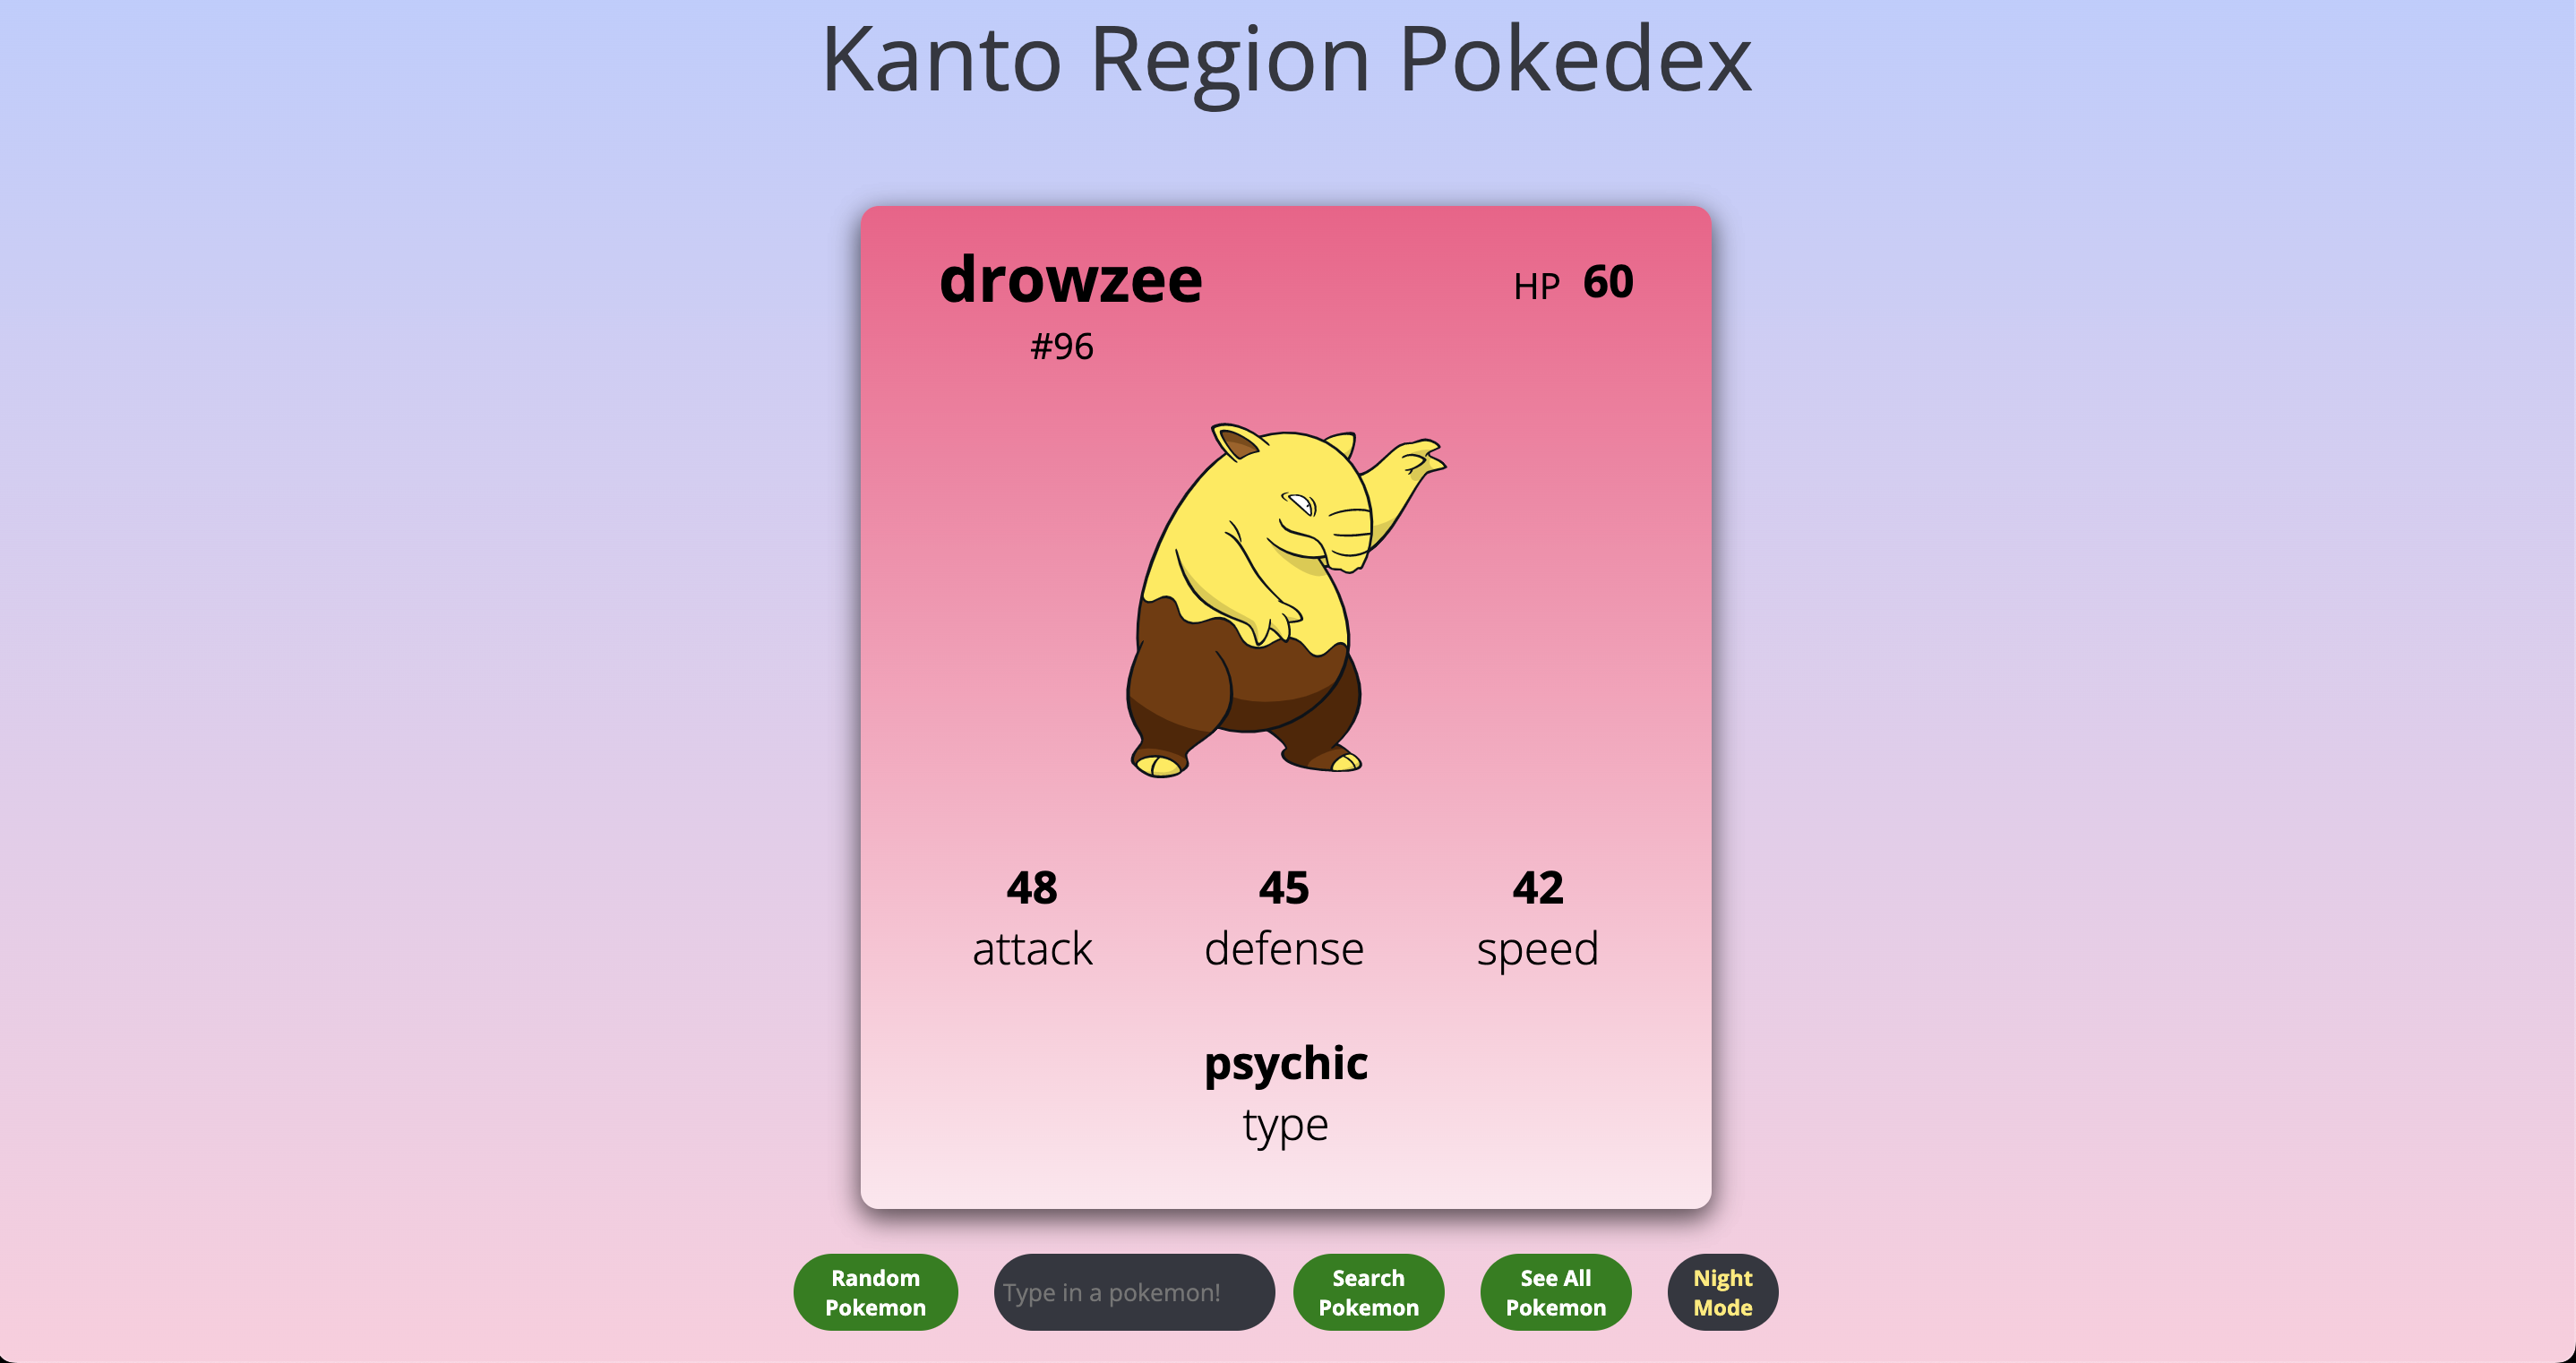 Kanto Region Pokedex
drowzee
HP 60
#96
48
attack
45
defense
42
speed
psychic
type
Random
Pokemon
Type in a pokemon!
Search
Pokemon
See All
Pokemon
Night
Mode